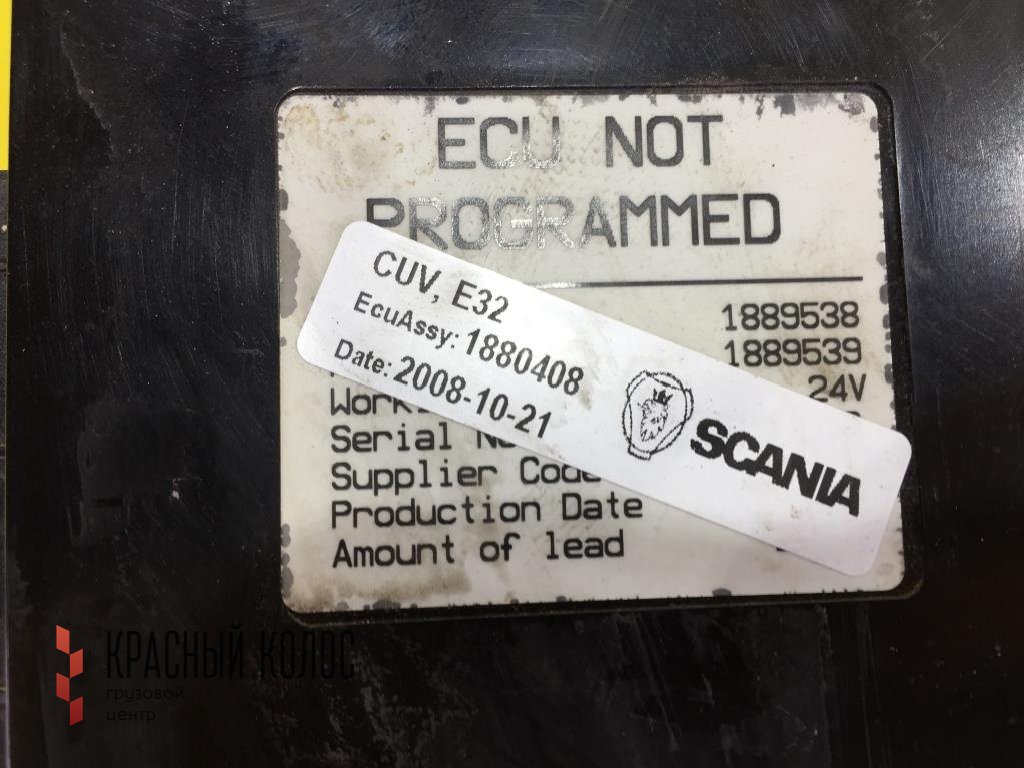 ECU NOT
PROGRAMMED
CUV, E32
EcuAssy: 1880408
Date: 2008-10-21
SCANIA
1889538
1889539
24V
Serial
Supplier
Production Date
Amount of lead
КРАСНЫЙ КОЛОС
грузовой
центр